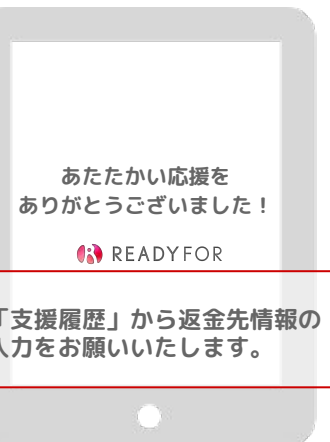 あたたかい応援を
ありがとうございました！
READYFOR
「支援履歴」から返金先情報の
入力をお願いいたします。